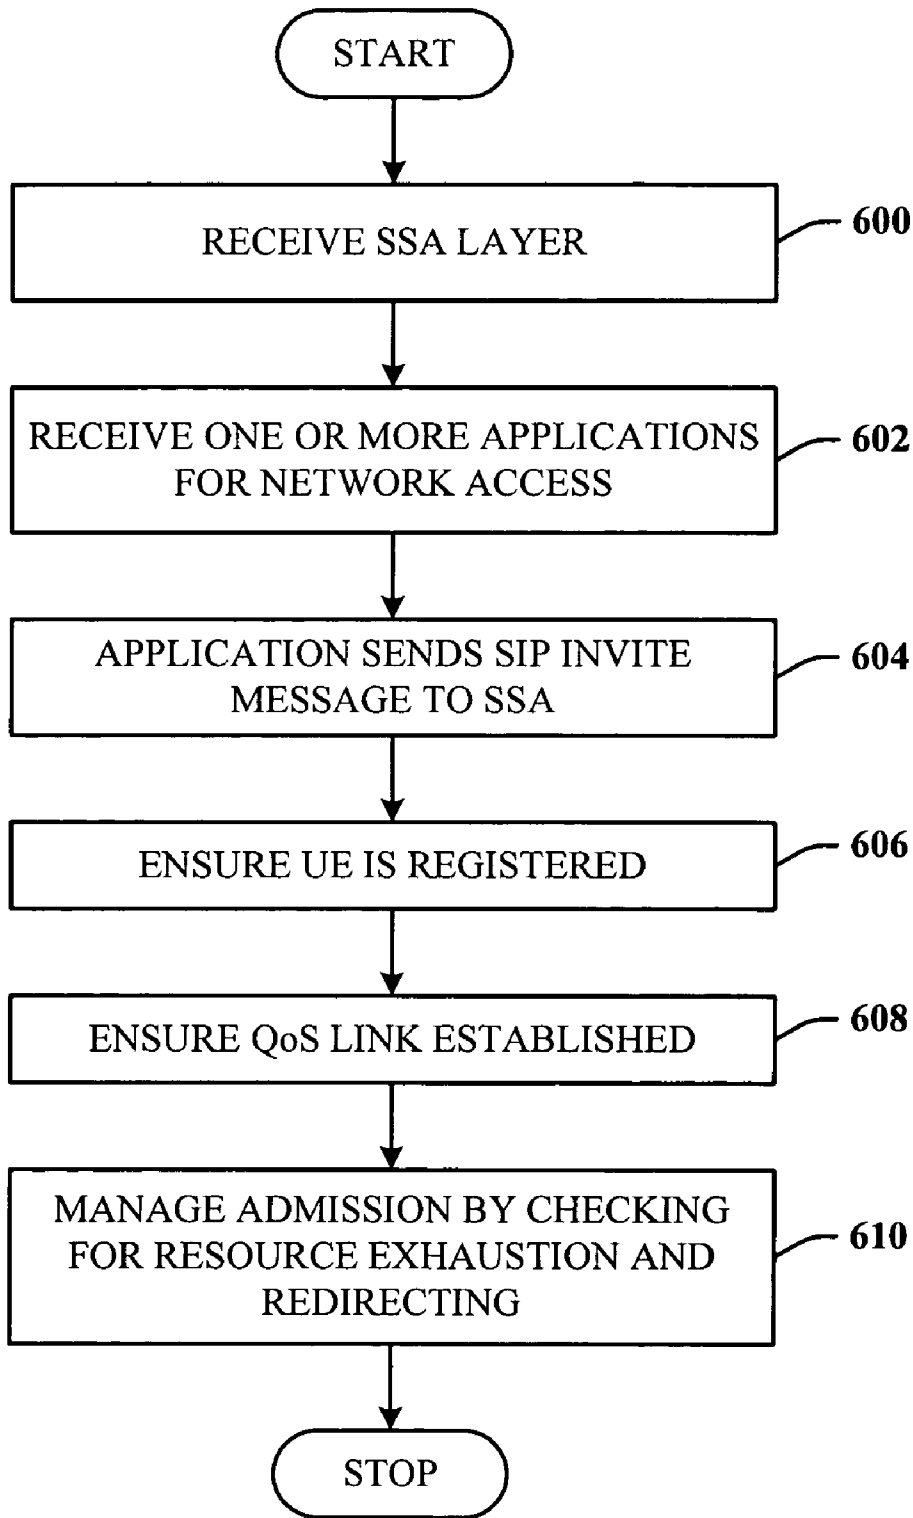 START
RECEIVE SSA LAYER
600
RECEIVE ONE OR MORE APPLICATIONS
FOR NETWORK ACCESS
602
APPLICATION SENDS SIP INVITE
MESSAGE TO SSA
604
ENSURE UE IS REGISTERED
606
ENSURE QoS LINK ESTABLISHED
608
MANAGE ADMISSION BY CHECKING
FOR RESOURCE EXHAUSTION AND
REDIRECTING
610
STOP